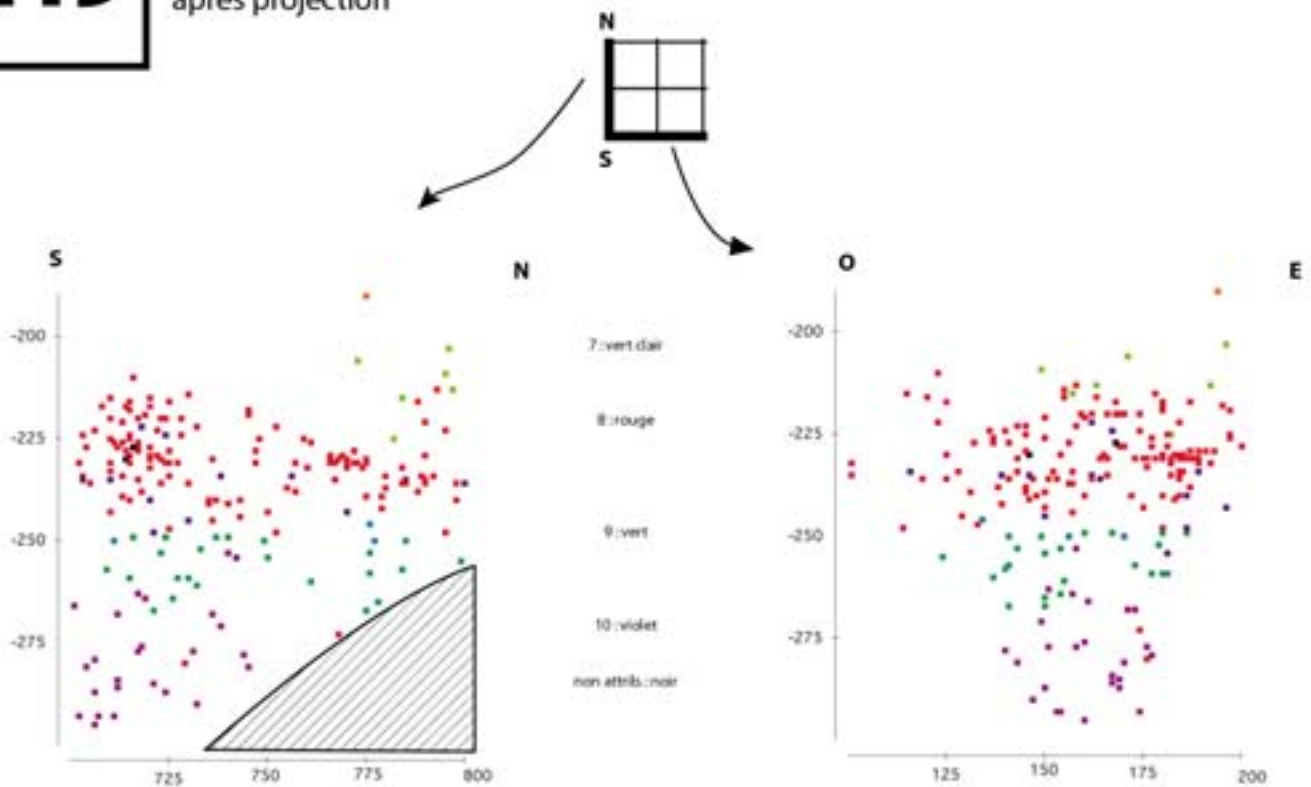 après projection
N
S
S
N
O
E
-200
-225
-250
-275
725
750
775
800
7 :vert clair
8 :rouge
9 :vert
10 :violet
non attrib. :noir
-200
-225
-250
-275
125
150
175
200